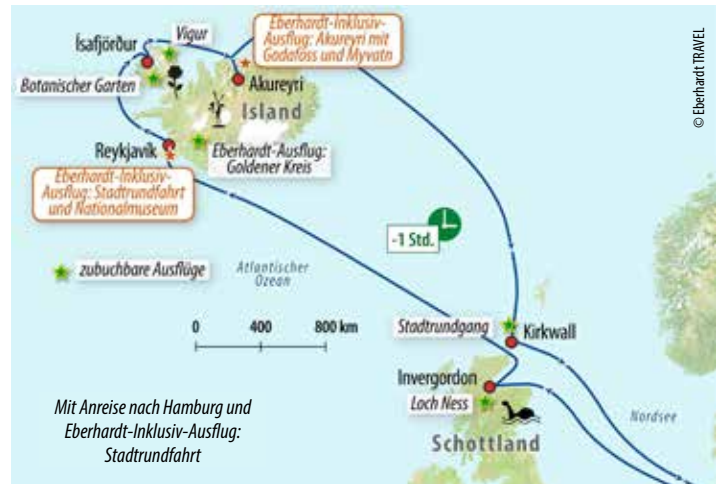 © Eberhardt TRAVEL
Vigur
Ísafjörður
Eberhardt-Inklusiv-
Ausflug: Akureyri mit
Godafoss und Myvatn
Botanischer Garten
Akureyri
Island
Reykjavík
Eberhardt-Ausflug:
Goldener Kreis
Eberhardt-Inklusiv-
Ausflug: Stadtrundfahrt
und Nationalmuseum
-1 Std.
zubuchbare Ausflüge
Atlantischer
Ozean
0 400 800 km
Stadtrundgang
Kirkwall
Invergordon
Loch Ness
Nordsee
Schottland
Mit Anreise nach Hamburg und
Eberhardt-Inklusiv-Ausflug:
Stadtrundfahrt